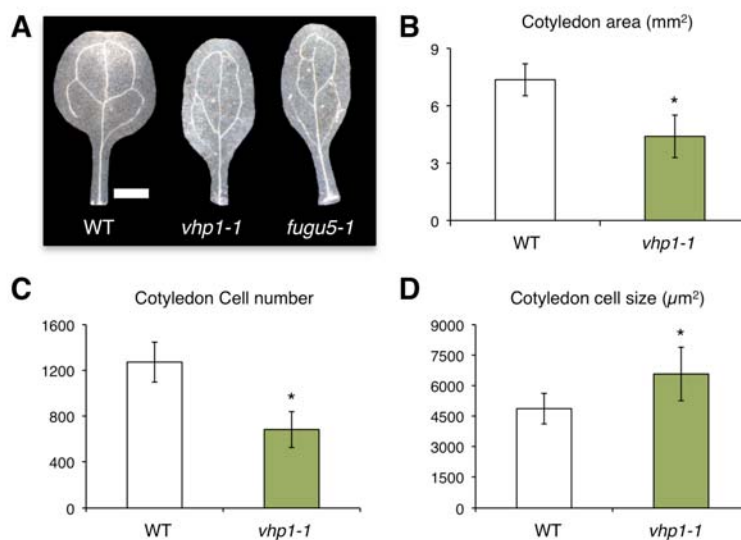 A
WT
vhp1-1
fugu5-1
B
Cotyledon area (mm²)
9
6
3
0
*
WT
vhp1-1
C
Cotyledon Cell number
1600
1200
800
400
0
*
WT
vhp1-1
D
Cotyledon cell size (µm²)
9000
7500
6000
4500
3000
1500
0
*
WT
vhp1-1